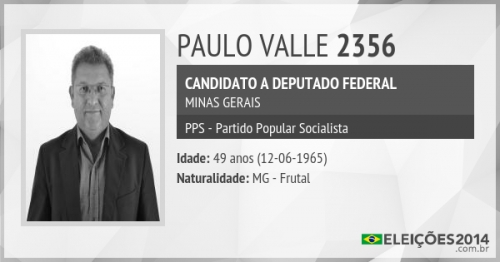 PAULO VALLE 2356
CANDIDATO A DEPUTADO FEDERAL
MINAS GERAIS
PPS - Partido Popular Socialista
Idade: 49 anos (12-06-1965)
Naturalidade: MG - Frutal
ELEIÇÕES2014
.com.br